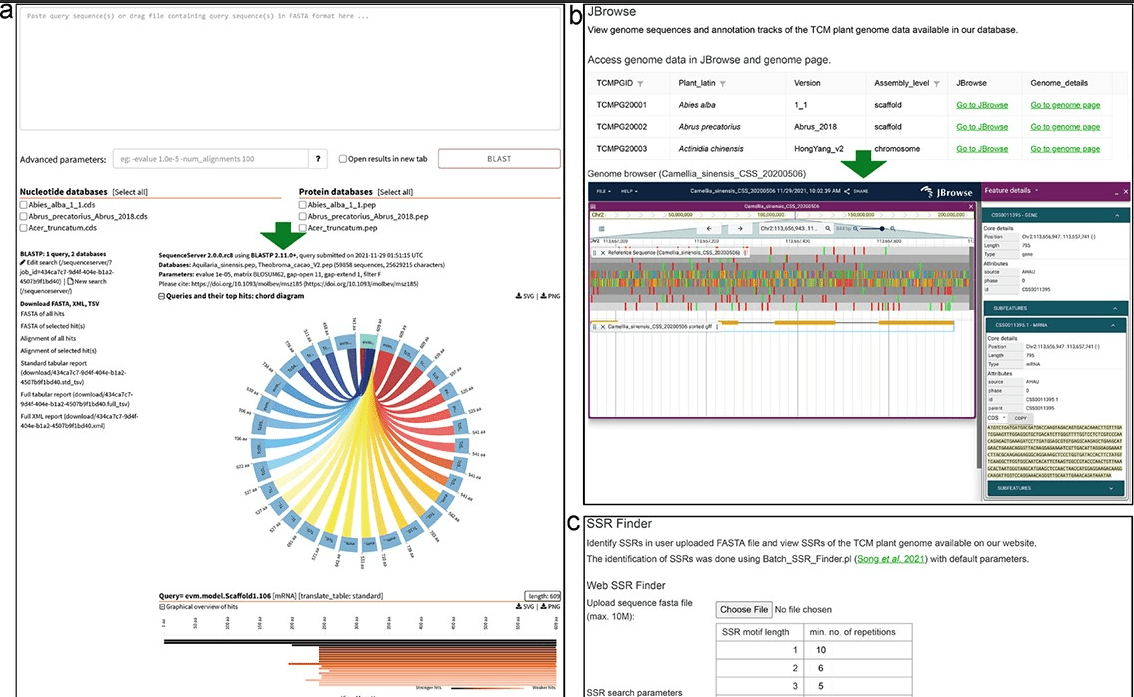 a
Paste query sequence(s) or drag file containing query sequence(s) in FASTA format here ...
Advanced parameters:
eg: -evalue 1.0e-5 -num_alignments 100
?
Open results in new tab
BLAST
Nucleotide databases [Select all]
Abies_alba_1_1.cds
Abrus_precatorius_Abrus_2018.cds
Acer_truncatum.cds
Protein databases [Select all]
Abies_alba_1_1.pep
Abrus_precatorius_Abrus_2018.pep
Acer_truncatum.pep
BLASTP: 1 query, 2 databases
Edit search (/sequenceserver/?
job_id=434ca7c7-9d4f-404e-b1a2-
4507b9f1bd40) | New search
(/sequenceserver/)
Download FASTA, XML, TSV
FASTA of all hits
FASTA of selected hit(s)
Alignment of all hits
Alignment of selected hit(s)
Standard tabular report
(download/434ca7c7-9d4f-404e-b1a2-
4507b9f1bd40.std_tsv)
Full tabular report (download/434ca7c7-
9d4f-404e-b1a2-4507b9f1bd40.full_tsv)
Full XML report (download/434ca7c7-9d4f-
404e-b1a2-4507b9f1bd40.xml)
SequenceServer 2.0.0.rc8 using BLASTP 2.11.0+, query submitted on 2021-11-29 01:51:15 UTC
Databases: Aquilaria_sinensis.pep, Theobroma_cacao_V2.pep (59858 sequences, 25629215 characters)
Parameters: evalue 1e-05, matrix BLOSUM62, gap-open 11, gap-extend 1, filter F
Please cite: https://doi.org/10.1093/molbev/msz185 (https://doi.org/10.1093/molbev/msz185)
Queries and their top hits: chord diagram
SVG | PNG
Query= evm.model.Scaffold1.106 [mRNA] [translate_table: standard]
length: 609
Graphical overview of hits
SVG | PNG
Stronger hits
Weaker hits
b
JBrowse
View genome sequences and annotation tracks of the TCM plant genome data available in our database.
Access genome data in JBrowse and genome page.
TCMPGID Plant_latin Version Assembly_level JBrowse Genome_details
TCMPG20001 Abies alba 1_1 scaffold Go to JBrowse Go to genome page
TCMPG20002 Abrus precatorius Abrus_2018 scaffold Go to JBrowse Go to genome page
TCMPG20003 Actinidia chinensis HongYang_v2 chromosome Go to JBrowse Go to genome page
Genome browser (Camellia_sinensis_CSS_20200506)
FILE HELP Camellia_sinensis_CSS_20200506 11/29/2021, 10:02:39 AM SHARE JBrowse
Camellia_sinensis_CSS_20200506
Chr2 50,000,000 100,000,000 150,000,000 200,000,000
Chr2:113,656,943..11...
Reference Sequence (Camellia_sinensis_CSS_20200506)
Camellia_sinensis_CSS_20200506 sorted gff
Feature details
CSS0011395 - GENE
Core details
Position Chr2:113,656,947..113,657,741 (-)
Length 795
Type gene
Attributes
source AHAU
phase 0
id CSS0011395
SUBFEATURES
CSS0011395.1 - MRNA
Core details
Position Chr2:113,656,947..113,657,741 (-)
Length 795
Type mRNA
Attributes
source AHAU
phase 0
id CSS0011395.1
parent CSS0011395
CDS COPY
SUBFEATURES
c
SSR Finder
Identify SSRs in user uploaded FASTA file and view SSRs of the TCM plant genome available on our website.
The identification of SSRs was done using Batch_SSR_Finder.pl (Song et al. 2021) with default parameters.
Web SSR Finder
Upload sequence fasta file
(max. 10M):
Choose File No file chosen
SSR motif length min. no. of repetitions
1 10
2 6
3 5
SSR search parameters